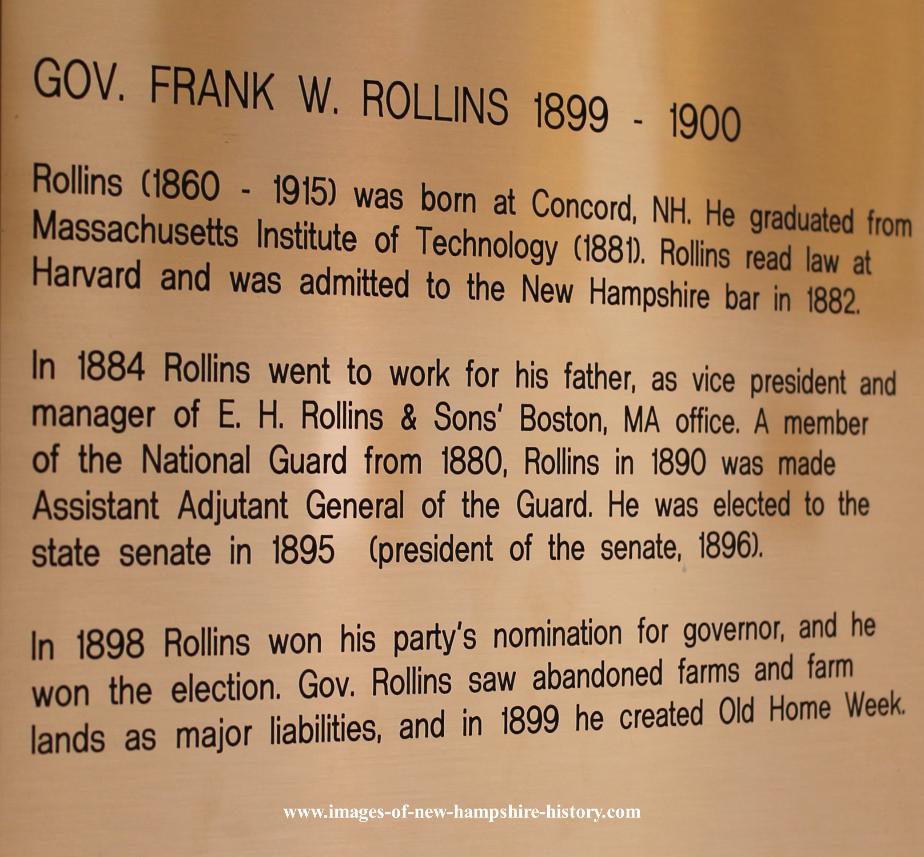 GOV. FRANK W. ROLLINS 1899 - 1900
Rollins (1860 - 1915) was born at Concord, NH. He graduated from
Massachusetts Institute of Technology (1881). Rollins read law at
Harvard and was admitted to the New Hampshire bar in 1882.
In 1884 Rollins went to work for his father, as vice president and
manager of E. H. Rollins & Sons' Boston, MA office. A member
of the National Guard from 1880, Rollins in 1890 was made
Assistant Adjutant General of the Guard. He was elected to the
state senate in 1895 (president of the senate, 1896).
In 1898 Rollins won his party's nomination for governor, and he
won the election. Gov. Rollins saw abandoned farms and farm
lands as major liabilities, and in 1899 he created Old Home Week.
www.images-of-new-hampshire-history.com